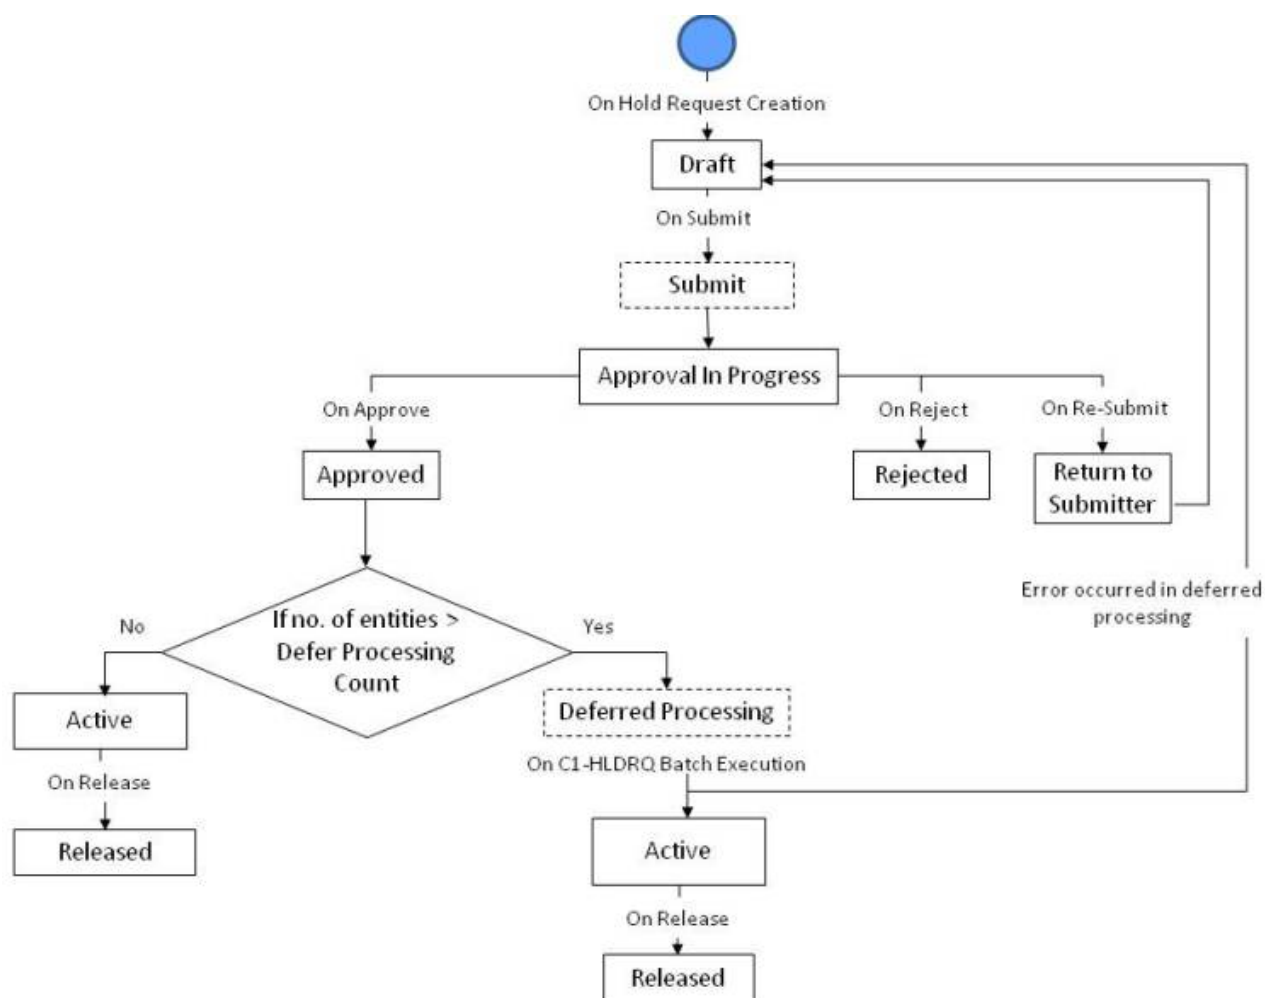 On Hold Request Creation
Draft
On Submit
Submit
Approval In Progress
On Approve
On Reject
On Re-Submit
Approved
Rejected
Return to
Submitter
Error occurred in deferred
processing
No
If no. of entities >
Defer Processing
Count
Yes
Active
Deferred Processing
On Release
On C1-HLDRQ Batch Execution
Released
Active
On Release
Released